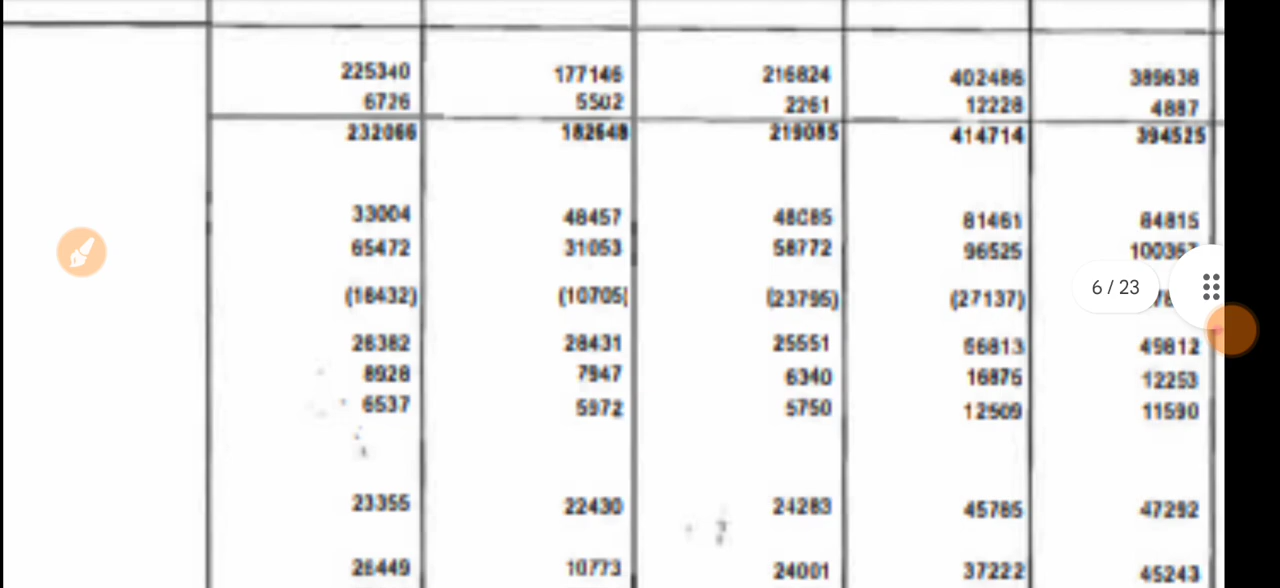 225340 177146 216824 402486 389638
6726 5502 2261 12228 4887
232066 182648 219085 414714 394525
33004 48457 48085 81461 84815
65472 31053 58772 96525
(16432) (10705) (23795) (27137)
6 / 23
28382 28431 25551 56813 49812
8928 7947 6340 16875 12253
6537 5972 5750 12509 11590
23355 22430 24283 45785 47292
26449 10773 24001 37222 45243